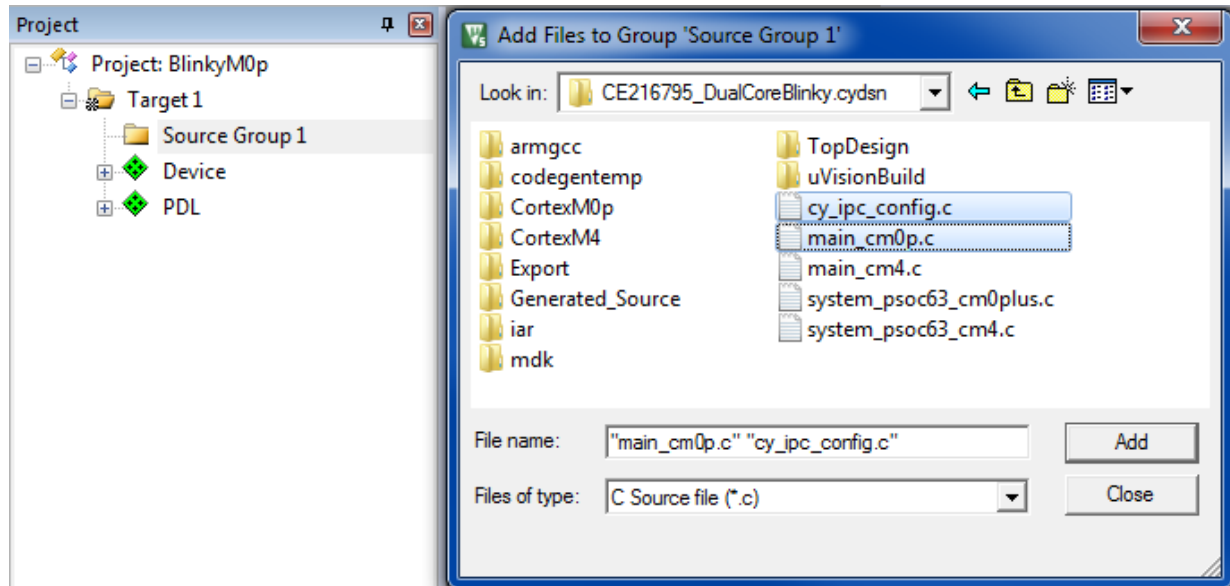 Project
Project: BlinkyM0p
Target 1
Source Group 1
Device
PDL
Add Files to Group 'Source Group 1'
Look in: CE216795_DualCoreBlinky.cydsn
armgcc
codegentemp
CortexM0p
CortexM4
Export
Generated_Source
iar
mdk
TopDesign
uVisionBuild
cy_ipc_config.c
main_cm0p.c
main_cm4.c
system_psoc63_cm0plus.c
system_psoc63_cm4.c
File name: "main_cm0p.c" "cy_ipc_config.c" Add
Files of type: C Source file (*.c) Close